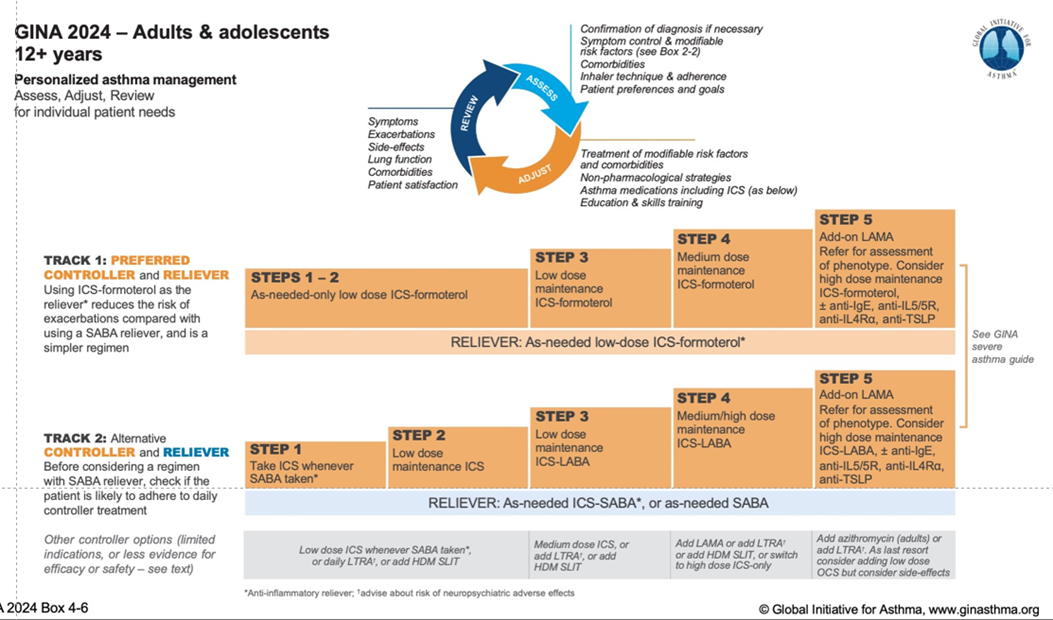 GINA 2024 – Adults & adolescents
12+ years
Personalized asthma management
Assess, Adjust, Review
for individual patient needs
Confirmation of diagnosis if necessary
Symptom control & modifiable
risk factors (see Box 2-2)
Comorbidities
Inhaler technique & adherence
Patient preferences and goals
GLOBAL INITIATIVE FOR
ASTHMA
REVIEW
ASSESS
ADJUST
Symptoms
Exacerbations
Side-effects
Lung function
Comorbidities
Patient satisfaction
Treatment of modifiable risk factors
and comorbidities
Non-pharmacological strategies
Asthma medications including ICS (as below)
Education & skills training
TRACK 1: PREFERRED
CONTROLLER and RELIEVER
Using ICS-formoterol as the
reliever* reduces the risk of
exacerbations compared with
using a SABA reliever, and is a
simpler regimen
STEPS 1 – 2
As-needed-only low dose ICS-formoterol
STEP 3
Low dose
maintenance
ICS-formoterol
STEP 4
Medium dose
maintenance
ICS-formoterol
STEP 5
Add-on LAMA
Refer for assessment
of phenotype. Consider
high dose maintenance
ICS-formoterol,
± anti-IgE, anti-IL5/5R,
anti-IL4Rα, anti-TSLP
RELIEVER: As-needed low-dose ICS-formoterol*
See GINA
severe
asthma guide
TRACK 2: Alternative
CONTROLLER and RELIEVER
Before considering a regimen
with SABA reliever, check if the
patient is likely to adhere to daily
controller treatment
STEP 1
Take ICS whenever
SABA taken*
STEP 2
Low dose
maintenance ICS
STEP 3
Low dose
maintenance
ICS-LABA
STEP 4
Medium/high dose
maintenance
ICS-LABA
STEP 5
Add-on LAMA
Refer for assessment
of phenotype. Consider
high dose maintenance
ICS-LABA, ± anti-IgE,
anti-IL5/5R, anti-IL4Rα,
anti-TSLP
RELIEVER: As-needed ICS-SABA*, or as-needed SABA
Other controller options (limited
indications, or less evidence for
efficacy or safety – see text)
Low dose ICS whenever SABA taken*,
or daily LTRA†, or add HDM SLIT
Medium dose ICS, or
add LTRA†, or add
HDM SLIT
Add LAMA or add LTRA†
or add HDM SLIT, or switch
to high dose ICS-only
Add azithromycin (adults) or
add LTRA†. As last resort
consider adding low dose
OCS but consider side-effects
*Anti-inflammatory reliever; †advise about risk of neuropsychiatric adverse effects
A 2024 Box 4-6
© Global Initiative for Asthma, www.ginasthma.org